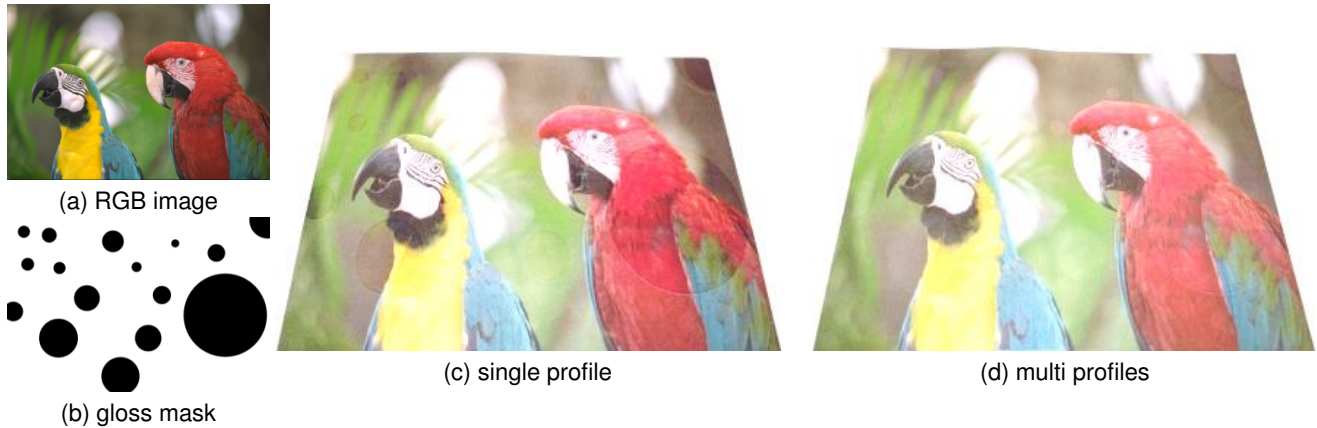 (a) RGB image
(b) gloss mask
(c) single profile
(d) multi profiles